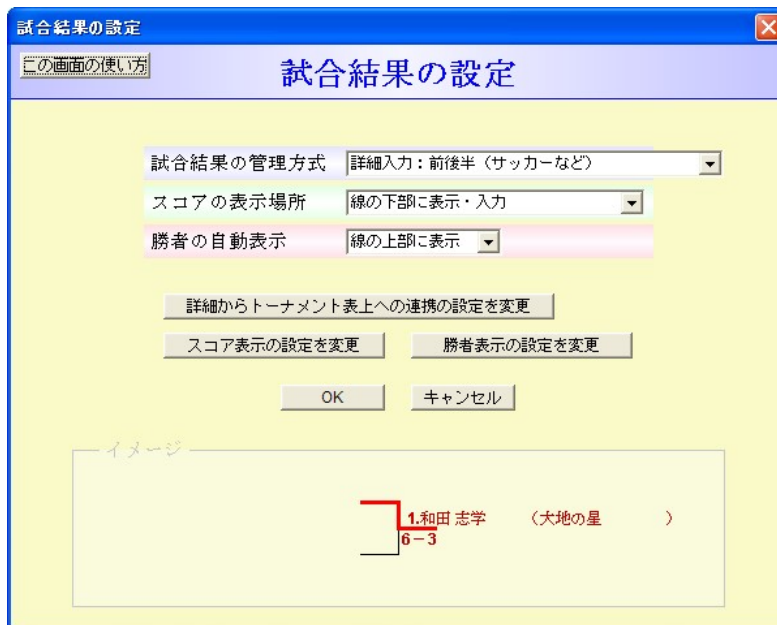 試合結果の設定
この画面の使い方
試合結果の設定
試合結果の管理方式 詳細入力：前後半（サッカーなど）
スコアの表示場所 線の下部に表示・入力
勝者の自動表示 線の上部に表示
詳細からトーナメント表上への連携の設定を変更
スコア表示の設定を変更 勝者表示の設定を変更
OK キャンセル
イメージ
1.和田 志学 （大地の星 ）
6－3